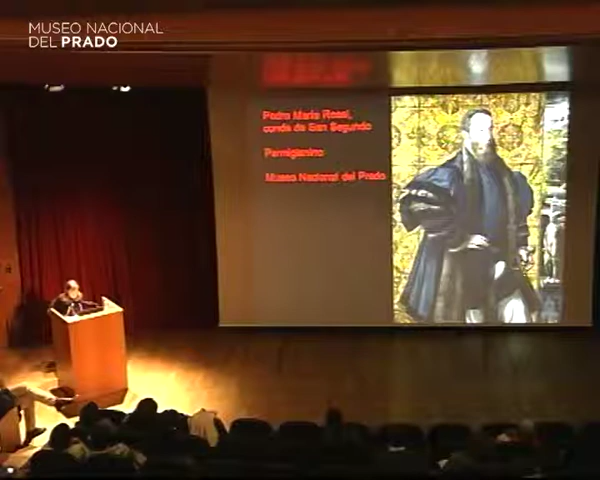 MUSEO NACIONAL
DEL PRADO
Pedro María Rossi,
conde de San Segundo
Parmigianino
Museo Nacional del Prado